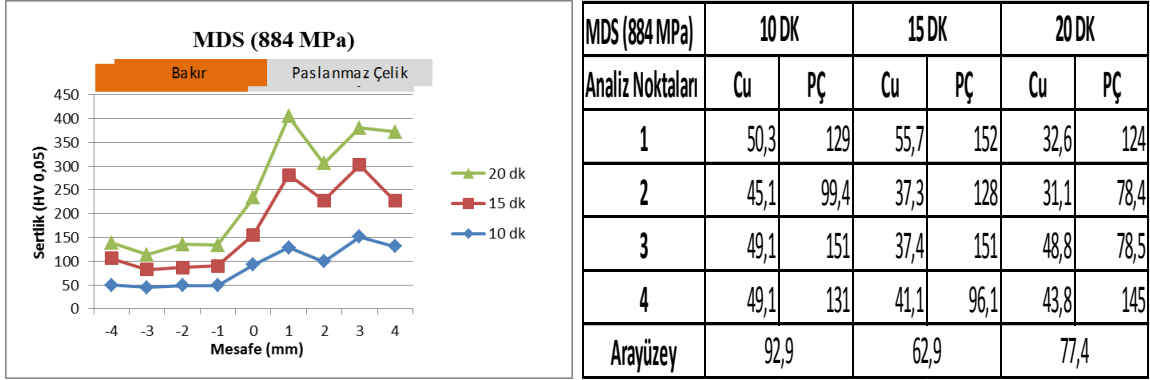 MDS (884 MPa)
Bakır Paslanmaz Çelik
450
400
350
300
250
200
150
100
50
0
Sertlik (HV 0,05)
-4 -3 -2 -1 0 1 2 3 4
Mesafe (mm)
20 dk
15 dk
10 dk
MDS (884 MPa) 10 DK 15 DK 20 DK
Analiz Noktaları Cu PÇ Cu PÇ Cu PÇ
1 50,3 129 55,7 152 32,6 124
2 45,1 99,4 37,3 128 31,1 78,4
3 49,1 151 37,4 151 48,8 78,5
4 49,1 131 41,1 96,1 43,8 145
Arayüzey 92,9 62,9 77,4